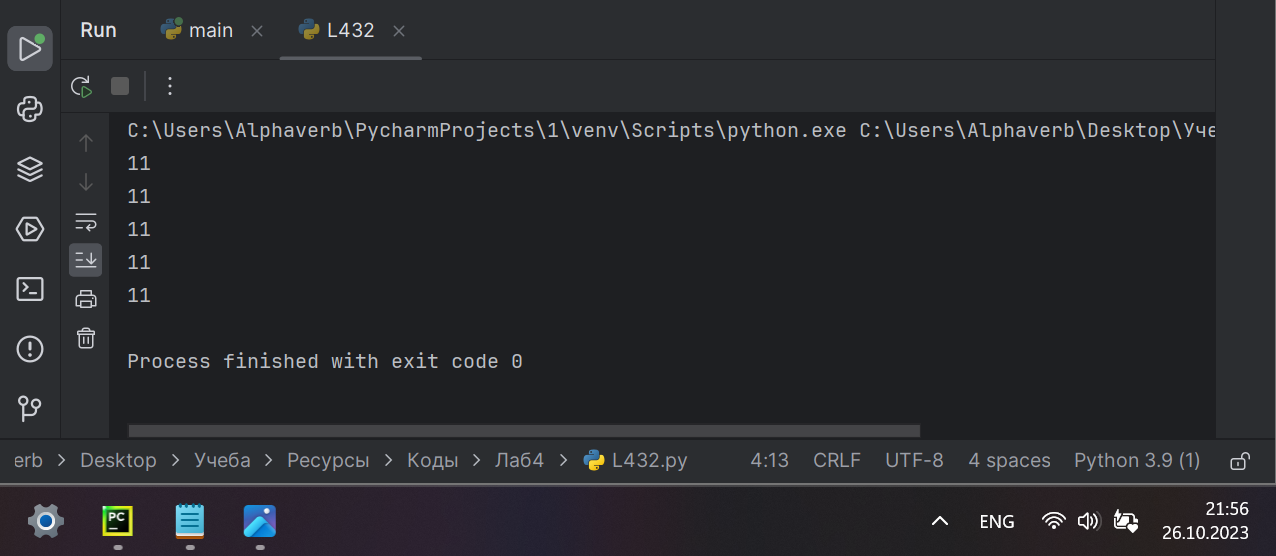 Run main L432
C:\Users\Alphaverb\PycharmProjects\1\venv\Scripts\python.exe C:\Users\Alphaverb\Desktop\Уче
11
11
11
11
11
Process finished with exit code 0
erb > Desktop > Учеба > Ресурсы > Коды > Лаб4 > L432.py 4:13 CRLF UTF-8 4 spaces Python 3.9 (1)
PC ENG 21:56
26.10.2023